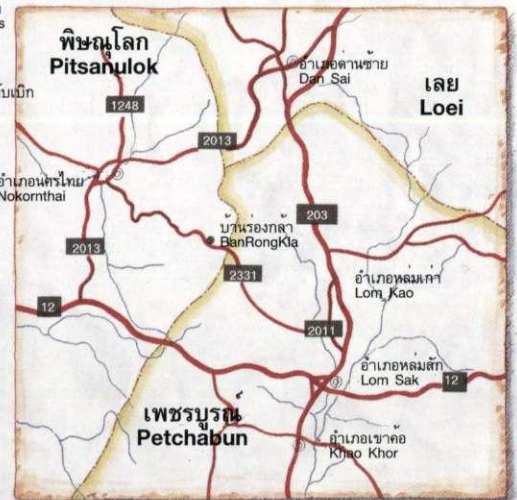 พิษณุโลก
Pitsanulok
อำเภอด่านซ้าย
Dan Sai
เลย
Loei
1248
2013
อำเภอนครไทย
Nokornthai
203
บ้านร่องกล้า
BanRongKla
2013
2331
อำเภอหล่มเก่า
Lom Kao
12
2011
อำเภอหล่มสัก
Lom Sak
12
เพชรบูรณ์
Petchabun
อำเภอเขาค้อ
Khao Khor